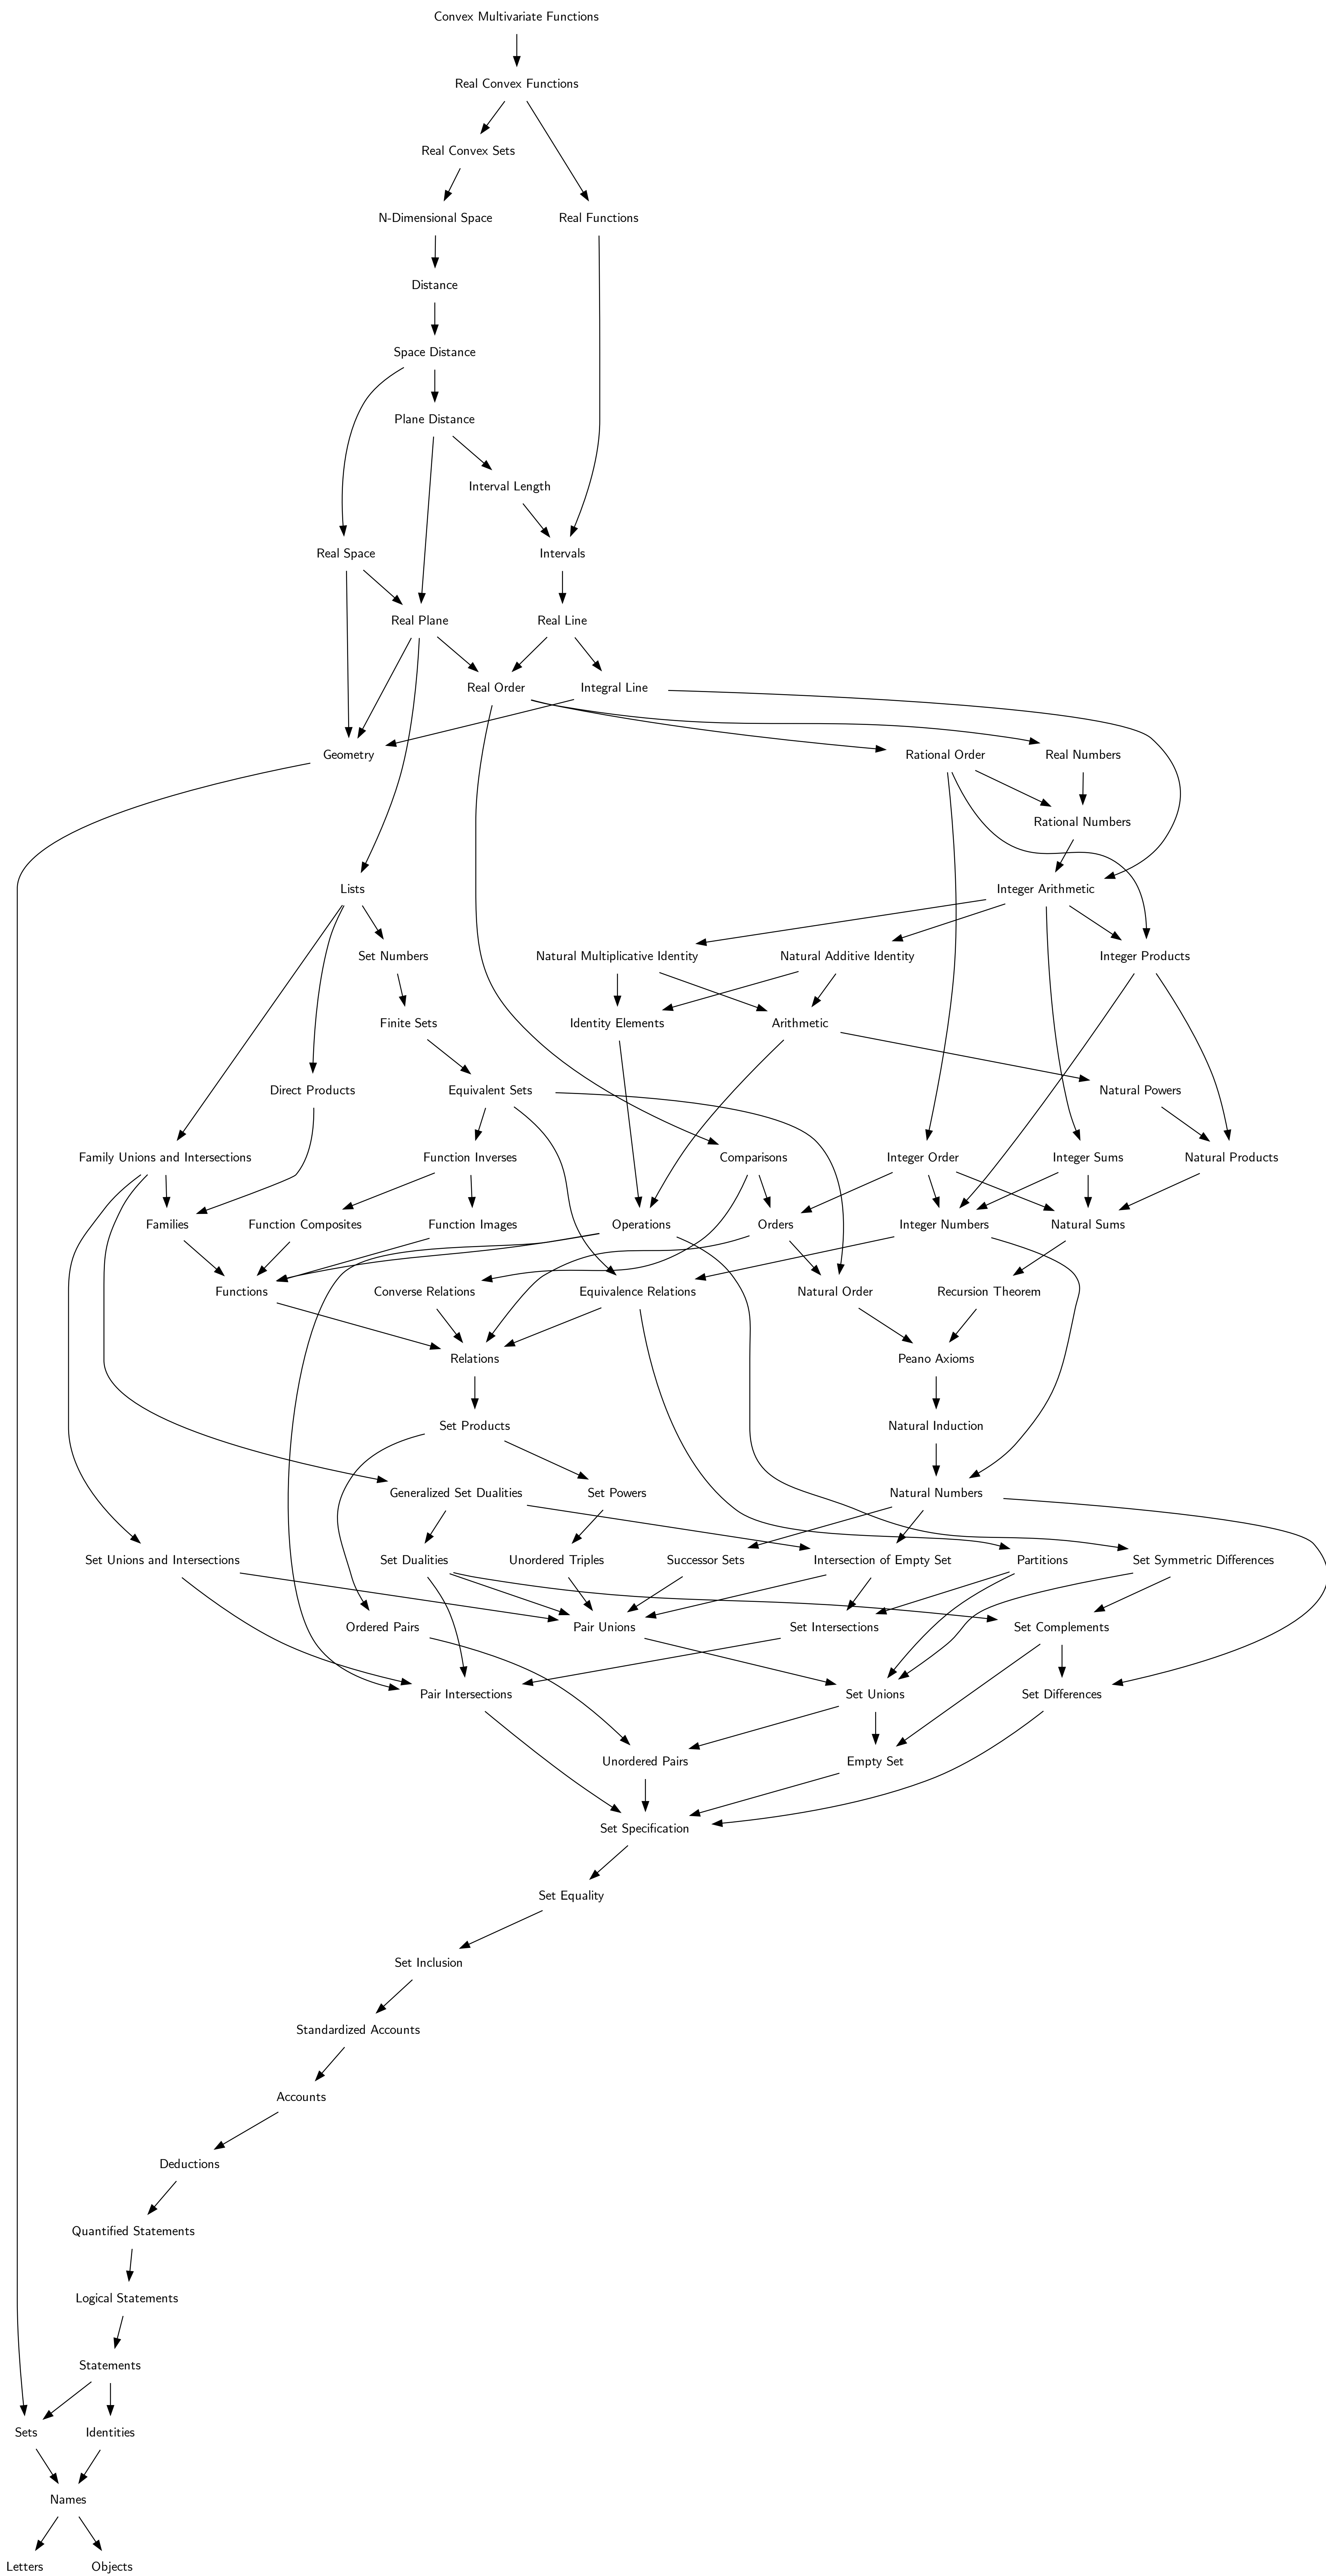 Convex Multivariate Functions
Real Convex Functions
Real Convex Sets
N-Dimensional Space
Real Functions
Distance
Space Distance
Plane Distance
Interval Length
Real Space
Intervals
Real Plane
Real Line
Real Order
Integral Line
Geometry
Rational Order
Real Numbers
Rational Numbers
Lists
Integer Arithmetic
Set Numbers
Natural Multiplicative Identity
Natural Additive Identity
Integer Products
Finite Sets
Identity Elements
Arithmetic
Direct Products
Equivalent Sets
Natural Powers
Family Unions and Intersections
Function Inverses
Comparisons
Integer Order
Integer Sums
Natural Products
Families
Function Composites
Function Images
Operations
Orders
Integer Numbers
Natural Sums
Functions
Converse Relations
Equivalence Relations
Natural Order
Recursion Theorem
Relations
Peano Axioms
Set Products
Natural Induction
Generalized Set Dualities
Set Powers
Natural Numbers
Set Unions and Intersections
Set Dualities
Unordered Triples
Successor Sets
Intersection of Empty Set
Partitions
Set Symmetric Differences
Ordered Pairs
Pair Unions
Set Intersections
Set Complements
Pair Intersections
Set Unions
Set Differences
Unordered Pairs
Empty Set
Set Specification
Set Equality
Set Inclusion
Standardized Accounts
Accounts
Deductions
Quantified Statements
Logical Statements
Statements
Sets
Identities
Names
Letters
Objects